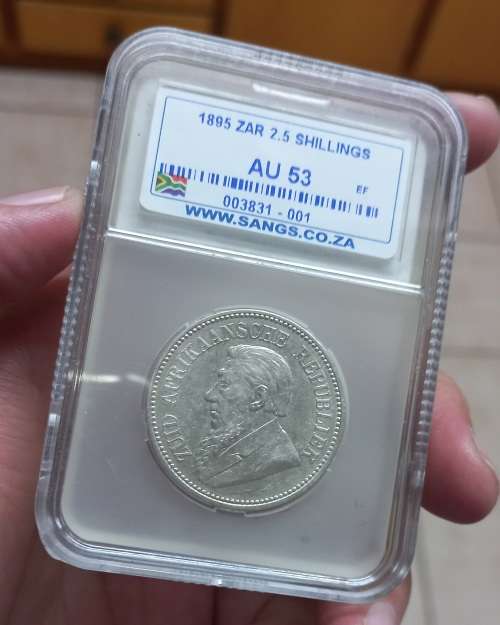 1895 ZAR 2.5 SHILLINGS
AU 53
EF
003831 - 001
WWW.SANGS.CO.ZA
ZUID AFRIKAANSCHE REPUBLIEK